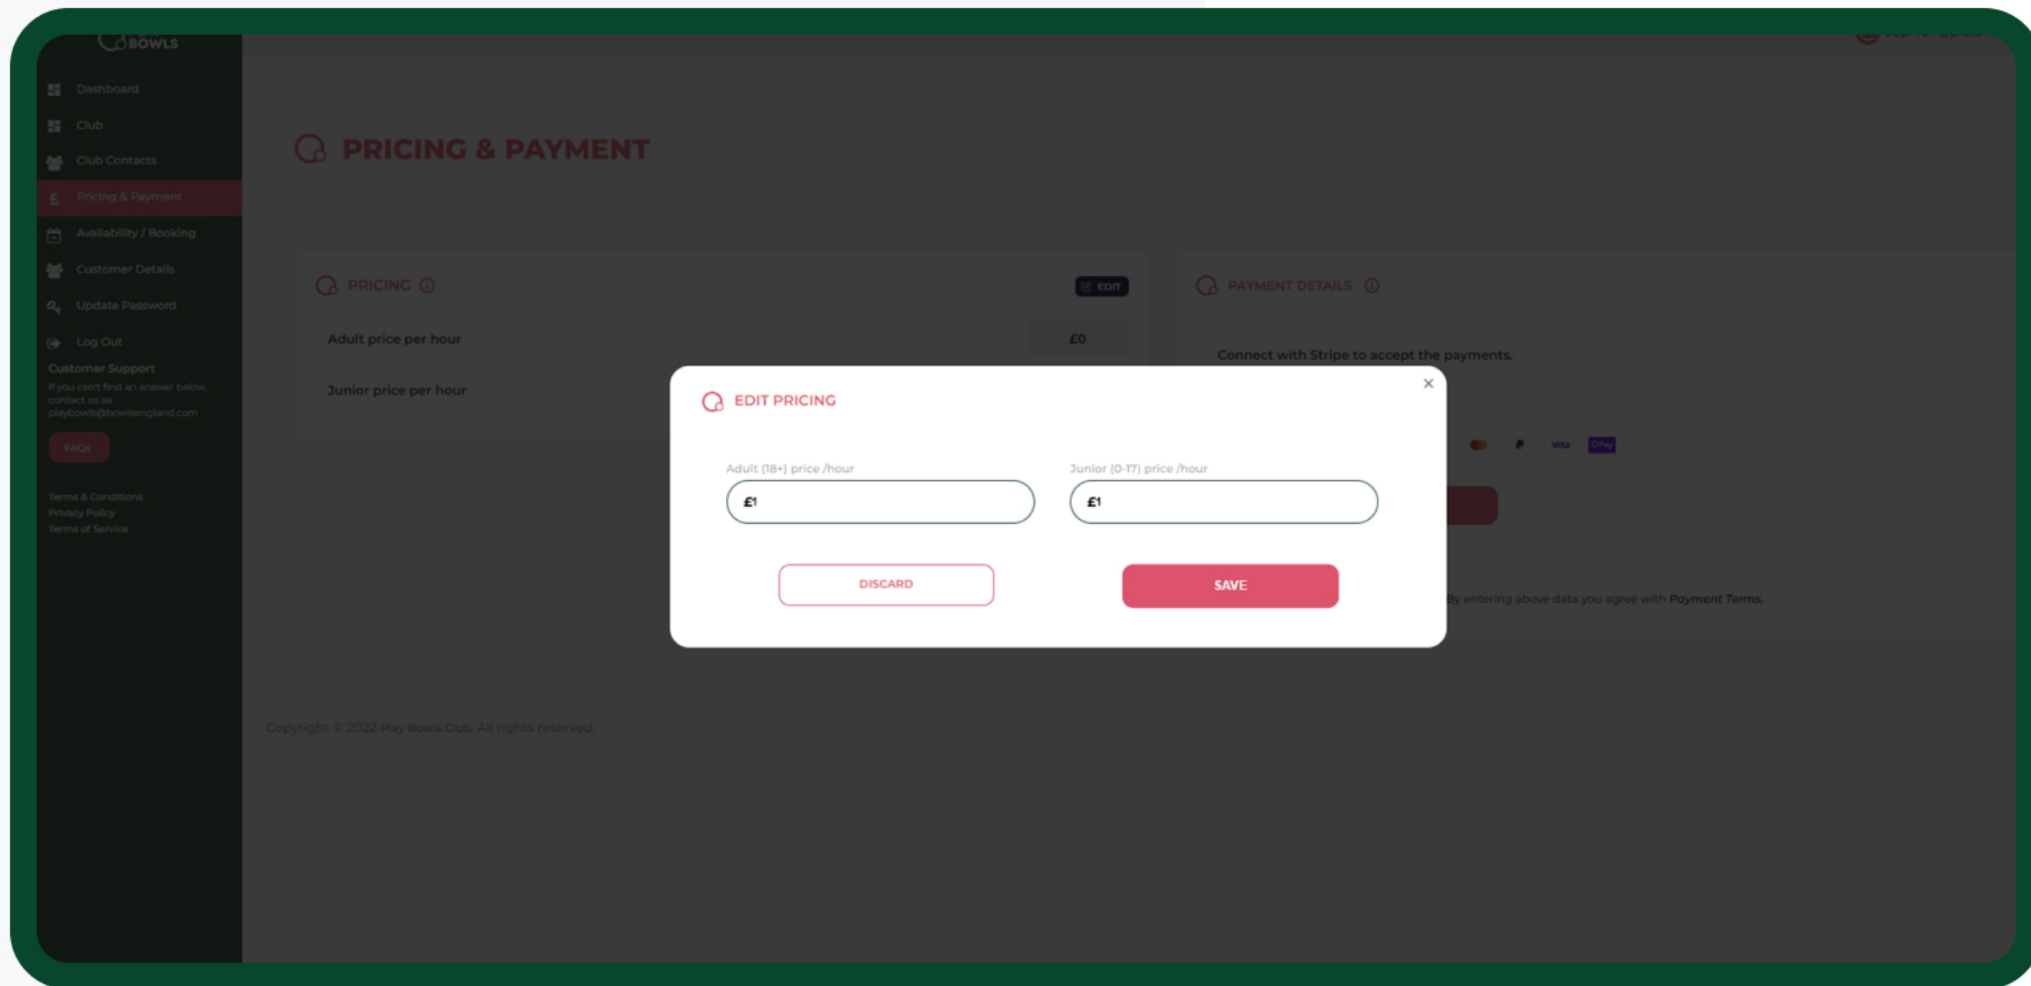 BOWLS
Dashboard
Club
Club Contacts
£ Pricing & Payment
Availability / Booking
Customer Details
Update Password
Log Out
Customer Support
If you can't find an answer below,
contact us as
playbowls@bowlsengland.com
FAQs
Terms & Conditions
Privacy Policy
Terms of Service
PRICING & PAYMENT
PRICING
EDIT
Adult price per hour
£0
Junior price per hour
PAYMENT DETAILS
Connect with Stripe to accept the payments.
VISA
By entering above data you agree with Payment Terms.
EDIT PRICING
×
Adult (18+) price /hour
£1
Junior (0-17) price /hour
£1
DISCARD
SAVE
Copyright © 2022 Play Bowls Club. All rights reserved.